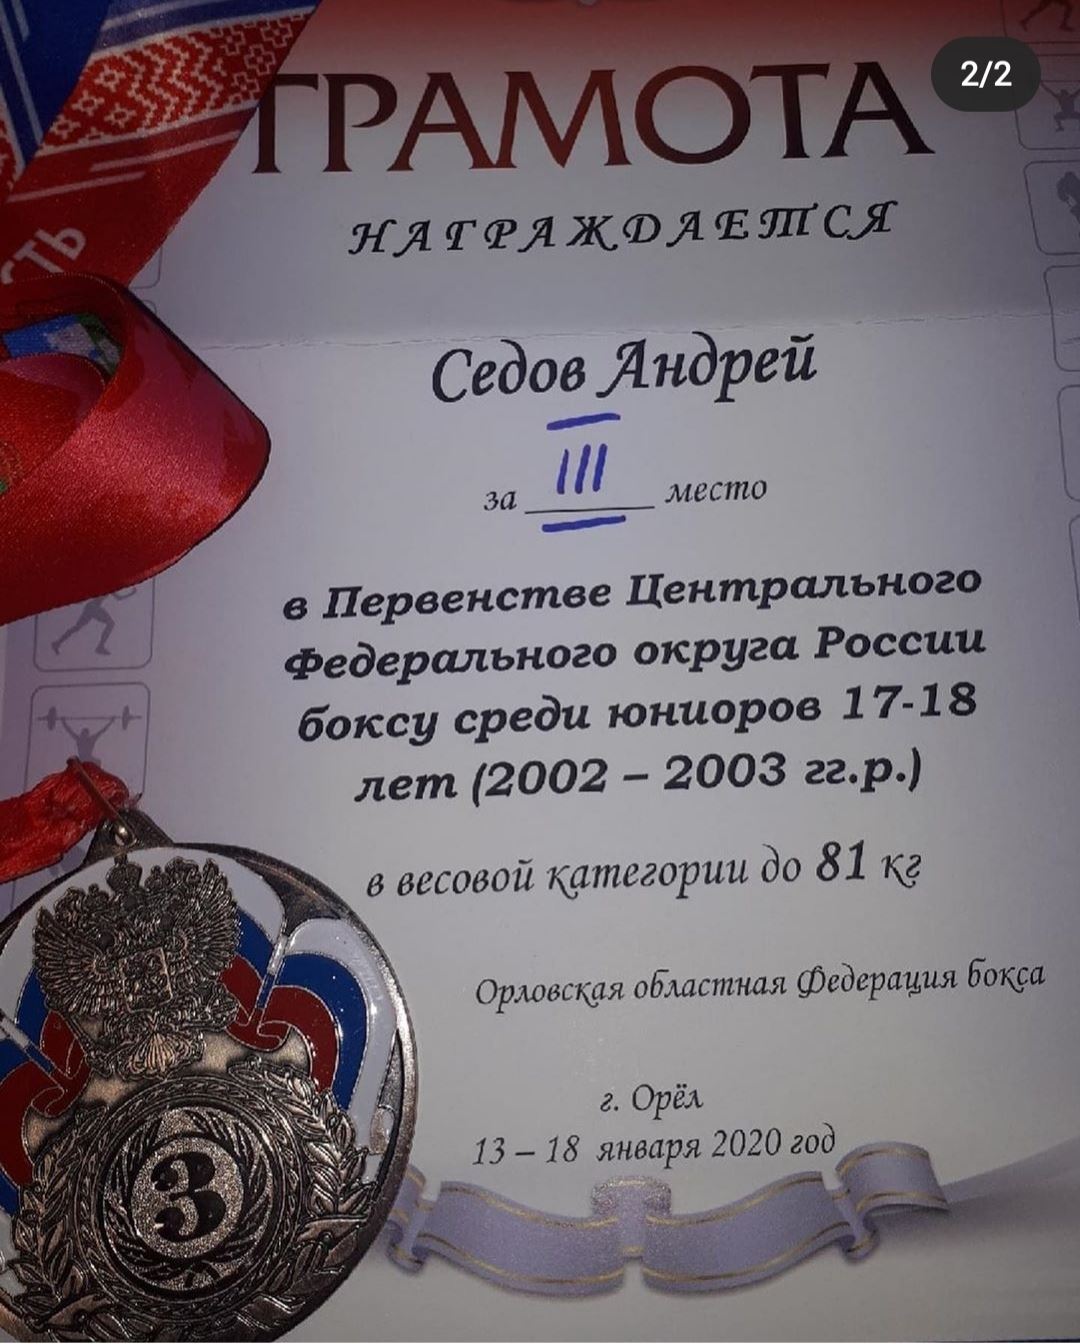 2/2
ГРАМОТА
НАГРАЖДАЕТСЯ
СТЬ
Седов Андрей
за III место
в Первенстве Центрального
Федерального округа России
боксу среди юниоров 17-18
лет (2002 – 2003 гг.р.)
в весовой категории до 81 кг
Орловская областная Федерация бокса
г. Орёл
13 – 18 января 2020 год
3